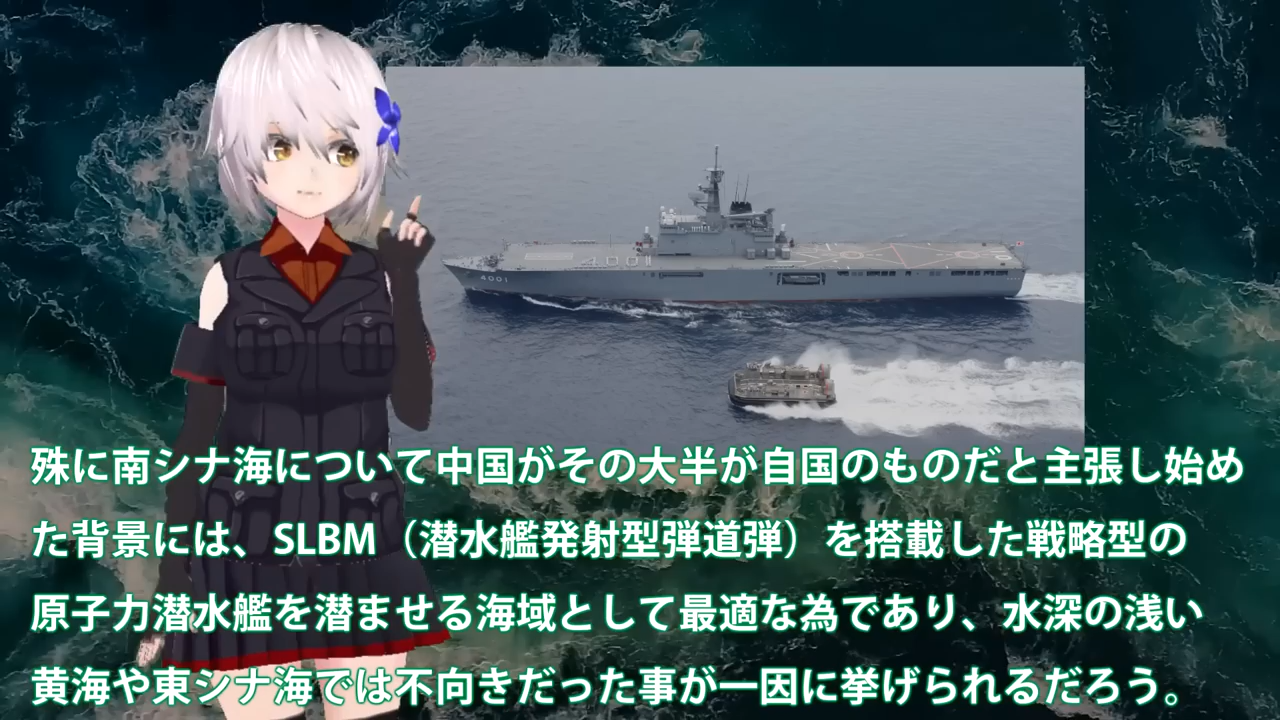 4001
4001
殊に南シナ海について中国がその大半が自国のものだと主張し始め
た背景には、SLBM（潜水艦発射型弾道弾）を搭載した戦略型の
原子力潜水艦を潜ませる海域として最適な為であり、水深の浅い
黄海や東シナ海では不向きだった事が一因に挙げられるだろう。